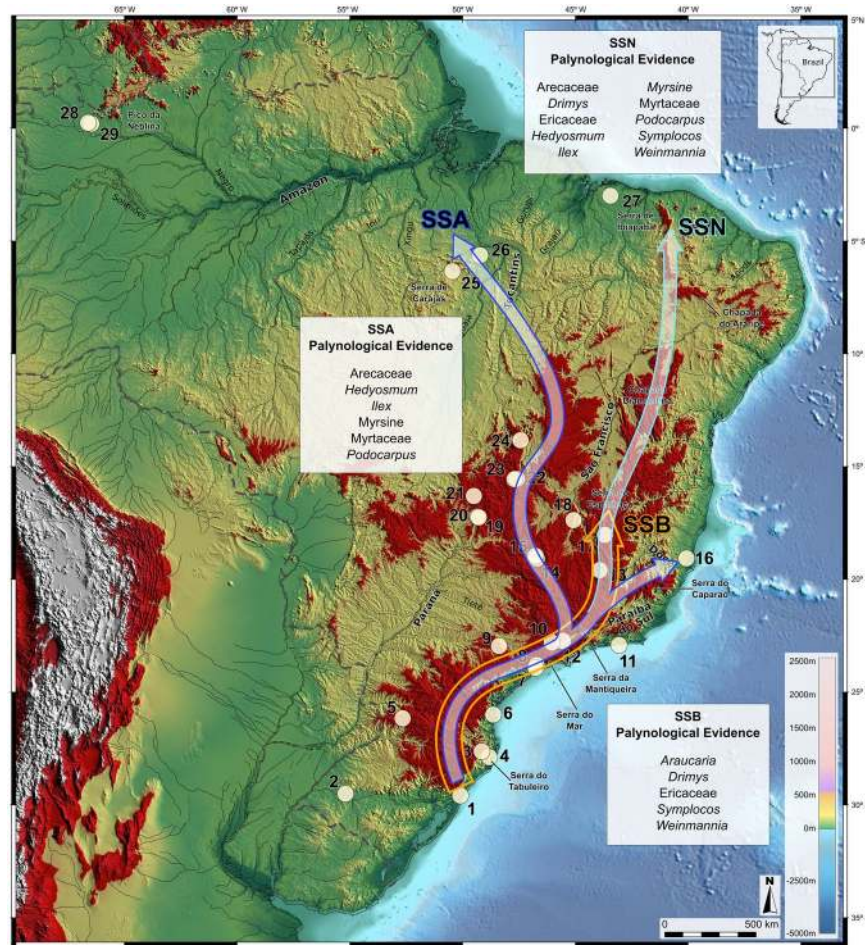 65°W
60°W
55°W
50°W
45°W
40°W
35°W
5°N
SSN
Palynological Evidence
Arecaceae
Myrsine
Drimys
Myrtaceae
Ericaceae
Podocarpus
Hedyosmum
Symplocos
Ilex
Weinmannia
Brazil
28
29
Pico da
Neblina
0°
Negro
Amazon
Solimões
Tapajós
Xingu
27
Serra de
Ibiapaba
SSA
SSN
26
25
Serra de
Carajás
5° S
SSA
Palynological Evidence
Arecaceae
Hedyosmum
Ilex
Myrsine
Myrtaceae
Podocarpus
Chapada
do Araripe
10°
São Francisco
24
23
15°
21
20
19
18
SSB
14
16
Serra do
Caparaó
20°
Paraná
Tietê
Paraíba
do Sul
10
9
12
11
Serra da
Mantiqueira
7
Serra do
Mar
25°
6
5
4
3
Serra do
Tabuleiro
2
1
30°
SSB
Palynological Evidence
Araucaria
Drimys
Ericaceae
Symplocos
Weinmannia
2500m
2000m
1000m
500m
0m
-2500m
-5000m
N
0
500 km
35°